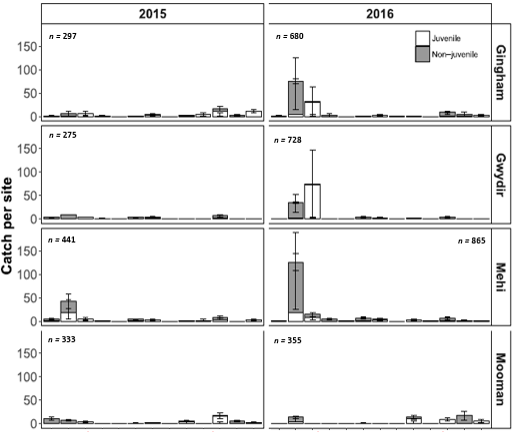 2015
2016
n = 297
n = 680
Juvenile
Non-juvenile
150
100
50
0
Gingham
n = 275
n = 728
150
100
50
0
Gwydir
Catch per site
n = 441
n = 865
150
100
50
0
Mehi
n = 333
n = 355
150
100
50
0
Mooman